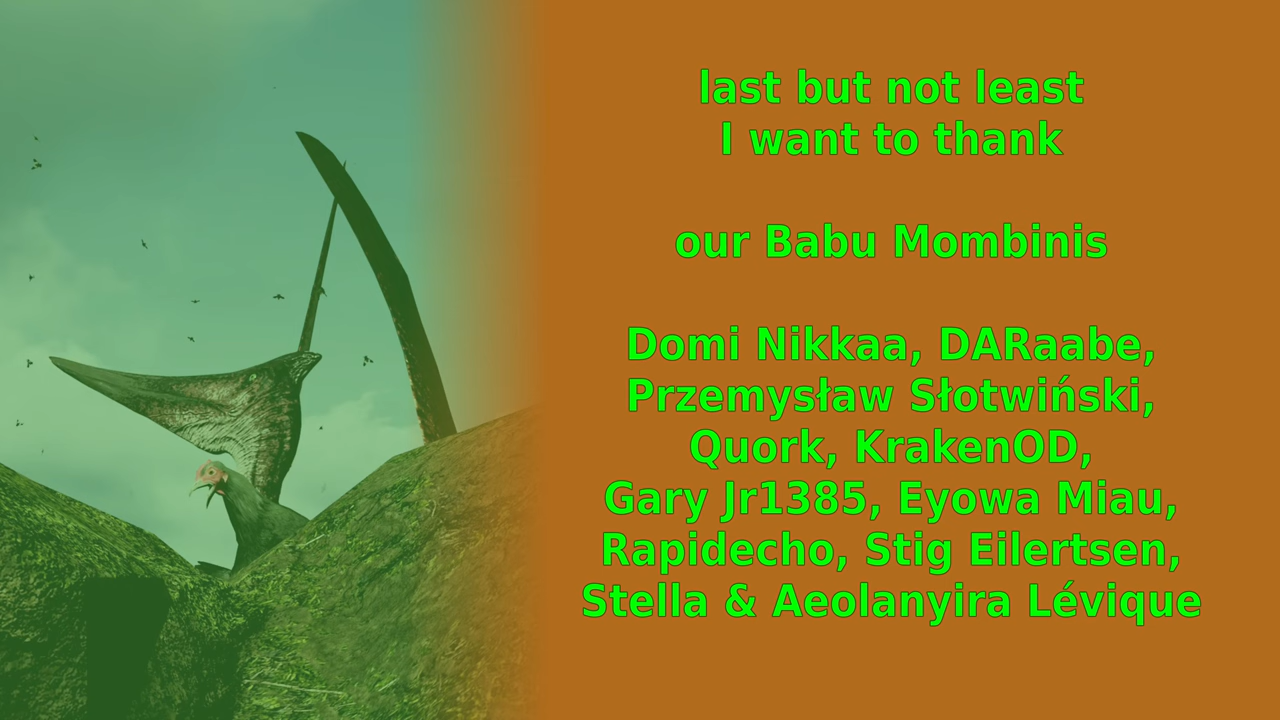 last but not least
I want to thank
our Babu Mombinis
Domi Nikkaa, DARaabe,
Przemysław Słotwiński,
Quork, KrakenOD,
Gary Jr1385, Eyowa Miau,
Rapidecho, Stig Eilertsen,
Stella & Aeolanyira Lévique